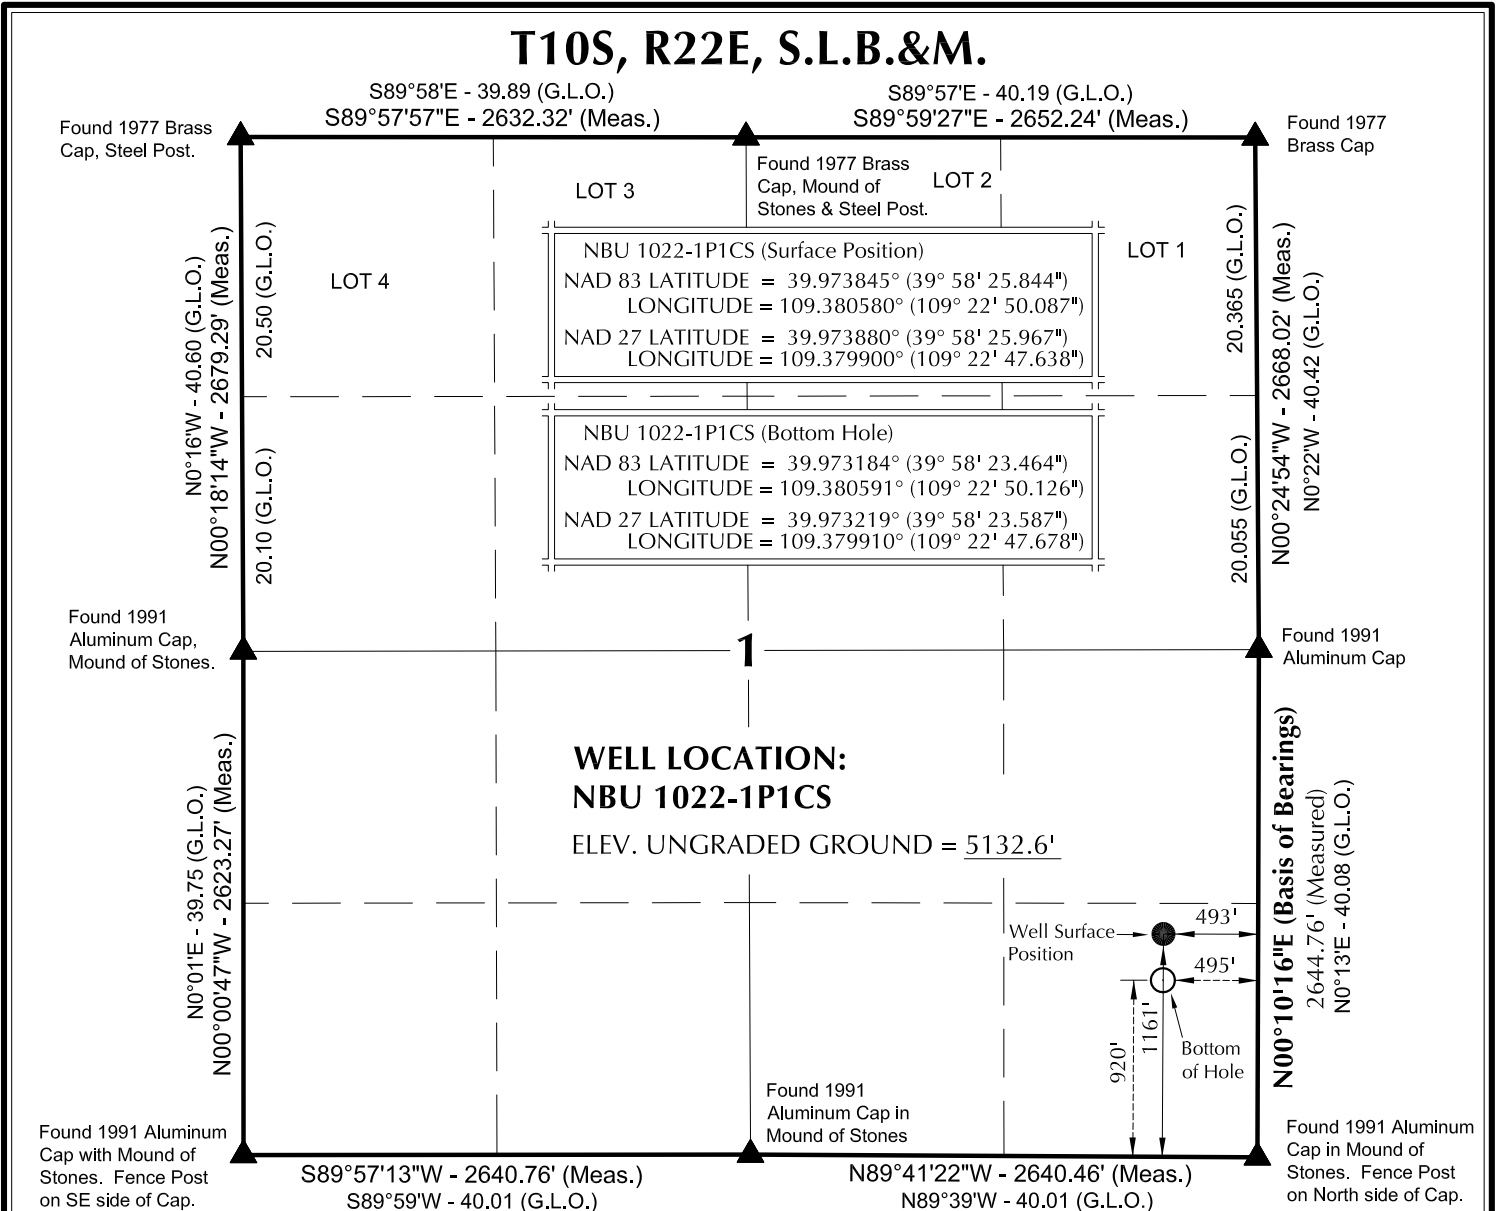 T10S, R22E, S.L.B.&M.
S89°58'E - 39.89 (G.L.O.)
S89°57'57"E - 2632.32' (Meas.)
S89°57'E - 40.19 (G.L.O.)
S89°59'27"E - 2652.24' (Meas.)
Found 1977 Brass
Cap, Steel Post.
Found 1977 Brass
Cap, Mound of
Stones & Steel Post.
Found 1977
Brass Cap
LOT 4
LOT 3
LOT 2
LOT 1
N0°16'W - 40.60 (G.L.O.)
N00°18'14"W - 2679.29' (Meas.)
20.50 (G.L.O.)
20.10 (G.L.O.)
NBU 1022-1P1CS (Surface Position)
NAD 83 LATITUDE = 39.973845° (39° 58' 25.844")
LONGITUDE = 109.380580° (109° 22' 50.087")
NAD 27 LATITUDE = 39.973880° (39° 58' 25.967")
LONGITUDE = 109.379900° (109° 22' 47.638")
NBU 1022-1P1CS (Bottom Hole)
NAD 83 LATITUDE = 39.973184° (39° 58' 23.464")
LONGITUDE = 109.380591° (109° 22' 50.126")
NAD 27 LATITUDE = 39.973219° (39° 58' 23.587")
LONGITUDE = 109.379910° (109° 22' 47.678")
20.365 (G.L.O.)
20.055 (G.L.O.)
N00°24'54"W - 2668.02' (Meas.)
N0°22'W - 40.42 (G.L.O.)
Found 1991
Aluminum Cap,
Mound of Stones.
1
Found 1991
Aluminum Cap
N0°01'E - 39.75 (G.L.O.)
N00°00'47"W - 2623.27' (Meas.)
WELL LOCATION:
NBU 1022-1P1CS
ELEV. UNGRADED GROUND = 5132.6'
Well Surface
Position
493'
495'
1161'
920'
Bottom
of Hole
N00°10'16"E (Basis of Bearings)
2644.76' (Measured)
N0°13'E - 40.08 (G.L.O.)
Found 1991 Aluminum
Cap with Mound of
Stones. Fence Post
on SE side of Cap.
Found 1991
Aluminum Cap in
Mound of Stones
Found 1991 Aluminum
Cap in Mound of
Stones. Fence Post
on North side of Cap.
S89°57'13"W - 2640.76' (Meas.)
S89°59'W - 40.01 (G.L.O.)
N89°41'22"W - 2640.46' (Meas.)
N89°39'W - 40.01 (G.L.O.)